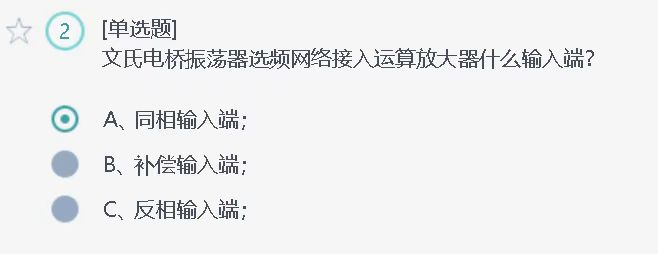 2
[单选题]
文氏电桥振荡器选频网络接入运算放大器什么输入端?
A、同相输入端；
B、补偿输入端；
C、反相输入端；